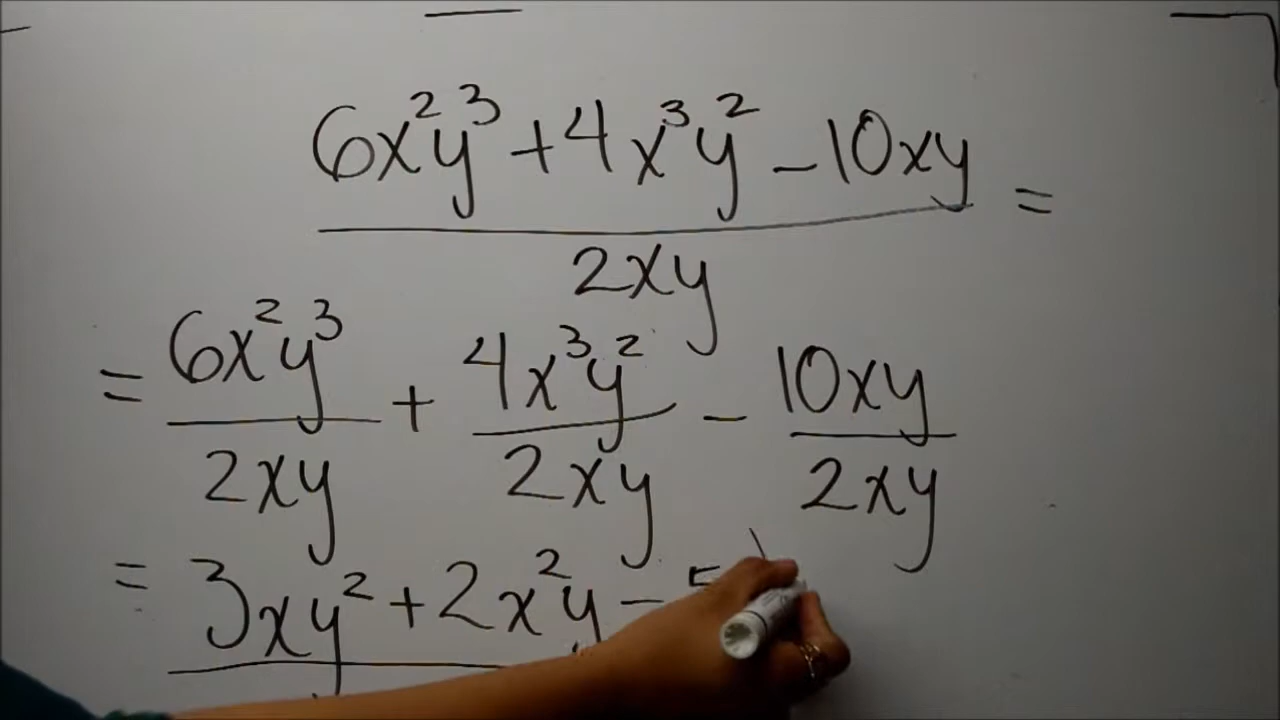 6x²y³ + 4x³y² - 10xy =
2xy
= 6x²y³ + 4x³y² - 10xy
2xy 2xy 2xy
= 3xy² + 2x²y - 5